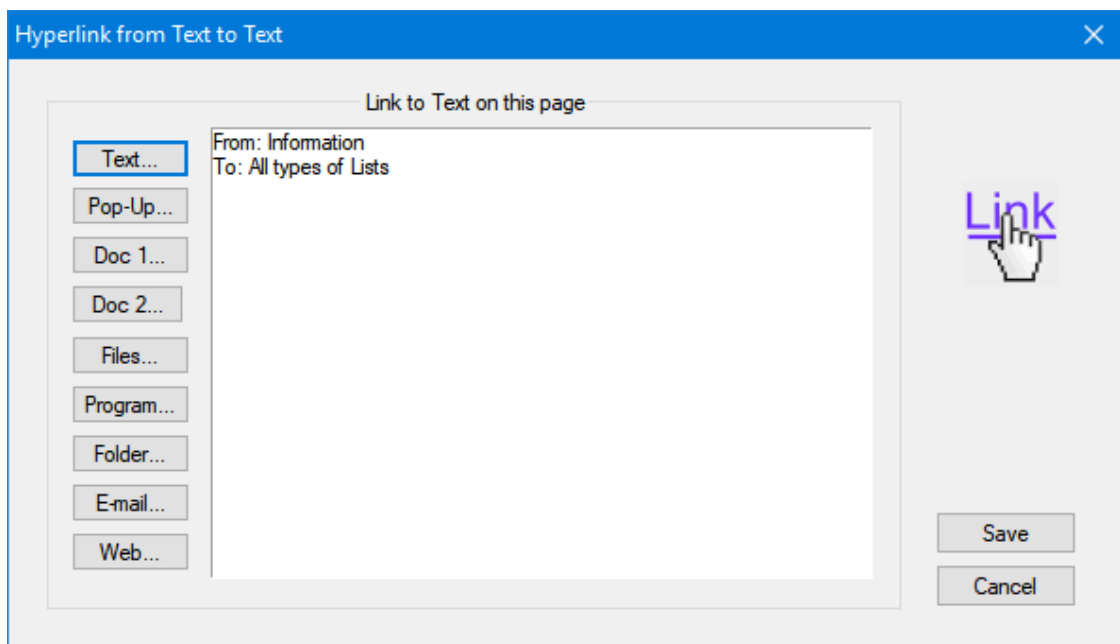 Hyperlink from Text to Text
Link to Text on this page
Text...
Pop-Up...
Doc 1...
Doc 2...
Files...
Program...
Folder...
E-mail...
Web...
From: Information
To: All types of Lists
Link
Save
Cancel